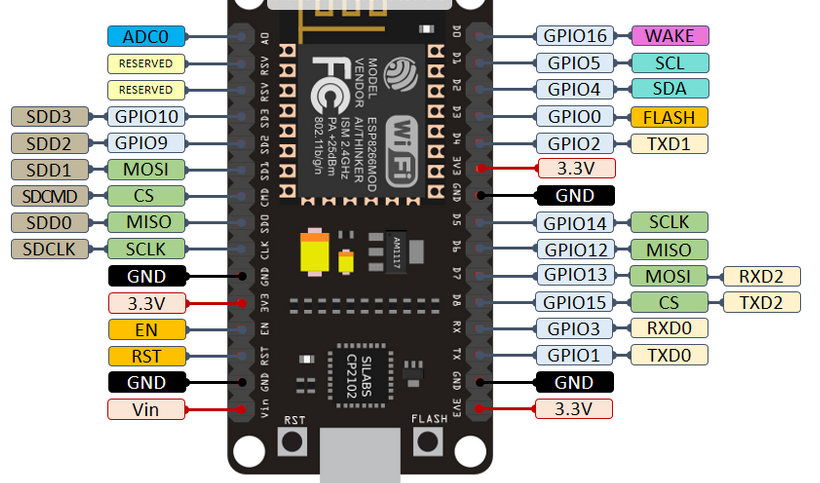 ADC0
RESERVED
RESERVED
SDD3 GPIO10
SDD2 GPIO9
SDD1 MOSI
SDCMD CS
SDD0 MISO
SDCLK SCLK
GND
3.3V
EN
RST
GND
Vin
A0
RSV
RSV
SD3
SD2
SD1
CMD
SD0
CLK
GND
3V3
EN
RST
GND
Vin
FC
MODEL
VENDOR
ESP8266MOD
AI/THINKER
ISM 2.4GHz
PA +25dBm
802.11b/g/n
WiFi
AM1117
SILABS
CP2102
RST
FLASH
D0
D1
D2
D3
D4
3V3
GND
D5
D6
D7
D8
RX
TX
GND
3V3
GPIO16 WAKE
GPIO5 SCL
GPIO4 SDA
GPIO0 FLASH
GPIO2 TXD1
3.3V
GND
GPIO14 SCLK
GPIO12 MISO
GPIO13 MOSI RXD2
GPIO15 CS TXD2
GPIO3 RXD0
GPIO1 TXD0
GND
3.3V